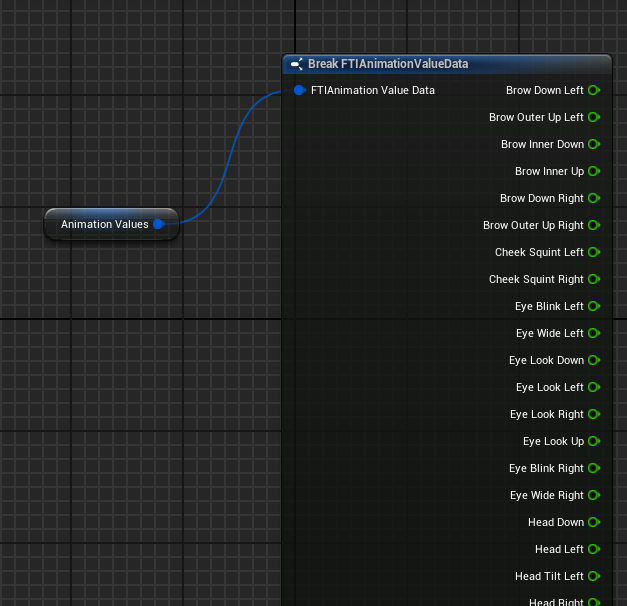 Break FTIAnimationValueData
FTIAnimation Value Data
Brow Down Left
Brow Outer Up Left
Brow Inner Down
Brow Inner Up
Brow Down Right
Animation Values
Brow Outer Up Right
Cheek Squint Left
Cheek Squint Right
Eye Blink Left
Eye Wide Left
Eye Look Down
Eye Look Left
Eye Look Right
Eye Look Up
Eye Blink Right
Eye Wide Right
Head Down
Head Left
Head Tilt Left
Head Right